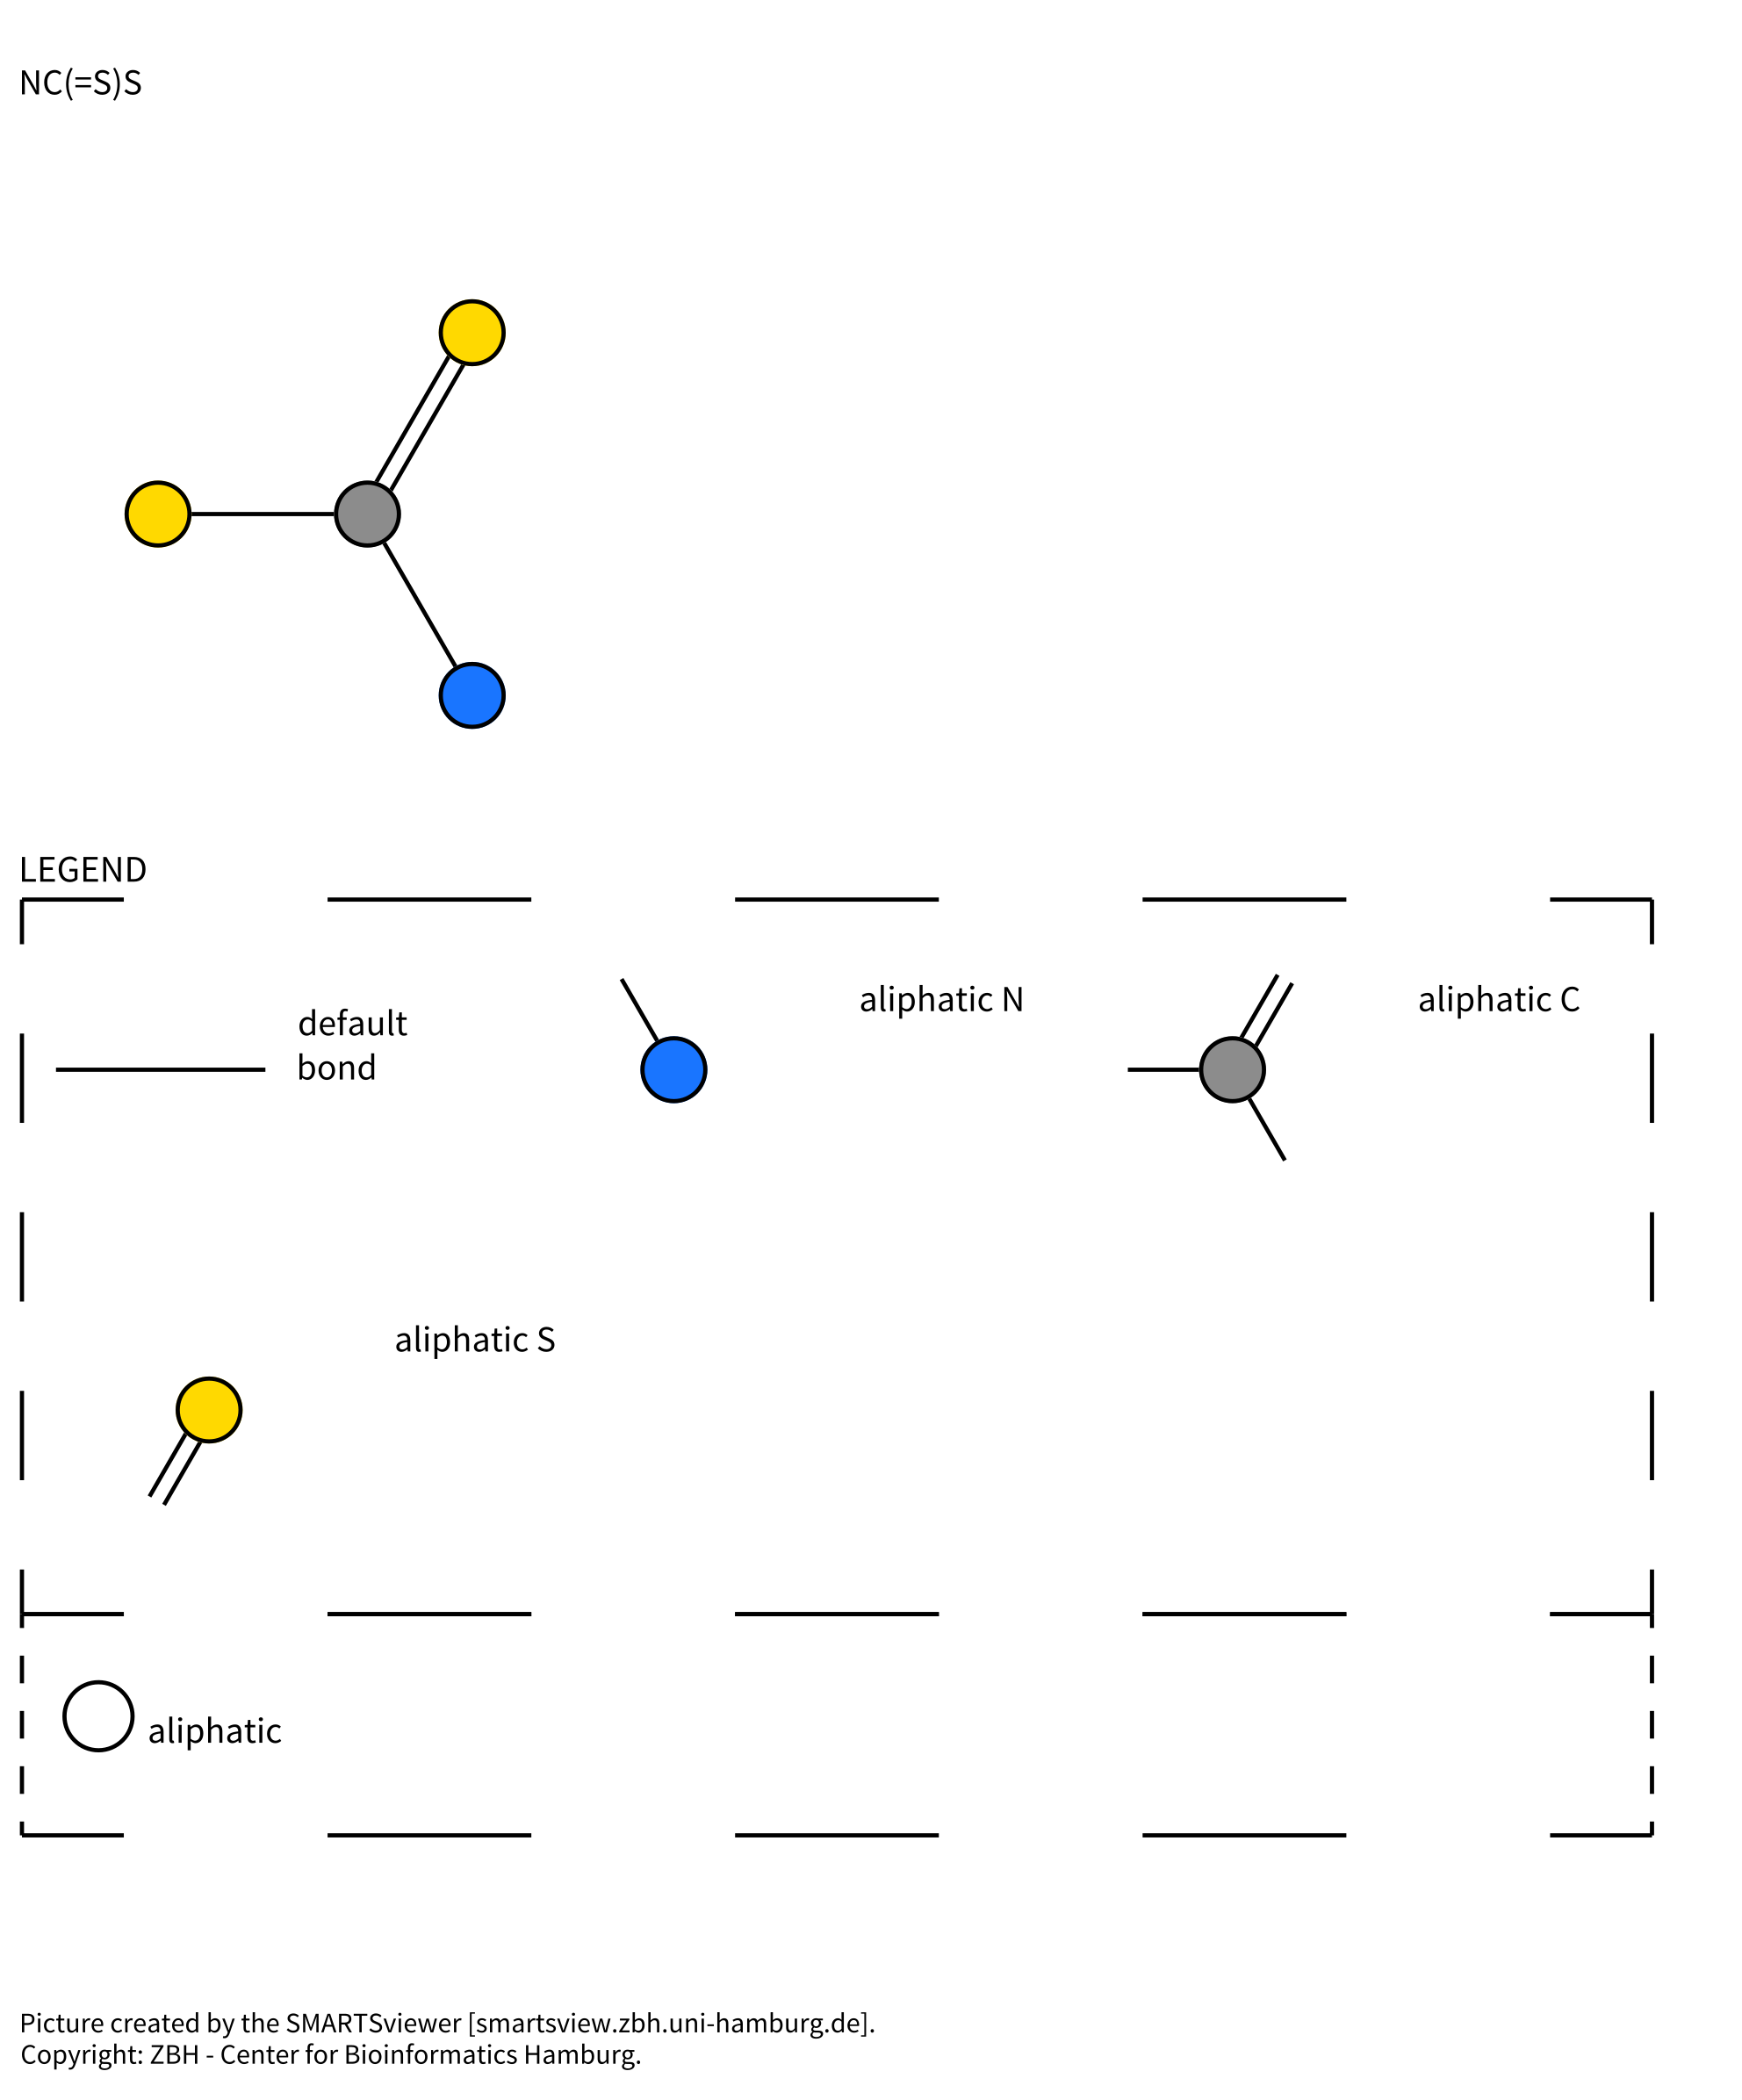 NC(=S)S
LEGEND
default
bond
aliphatic N
aliphatic C
aliphatic S
aliphatic
Picture created by the SMARTSviewer [smartsview.zbh.uni-hamburg.de].
Copyright: ZBH - Center for Bioinformatics Hamburg.